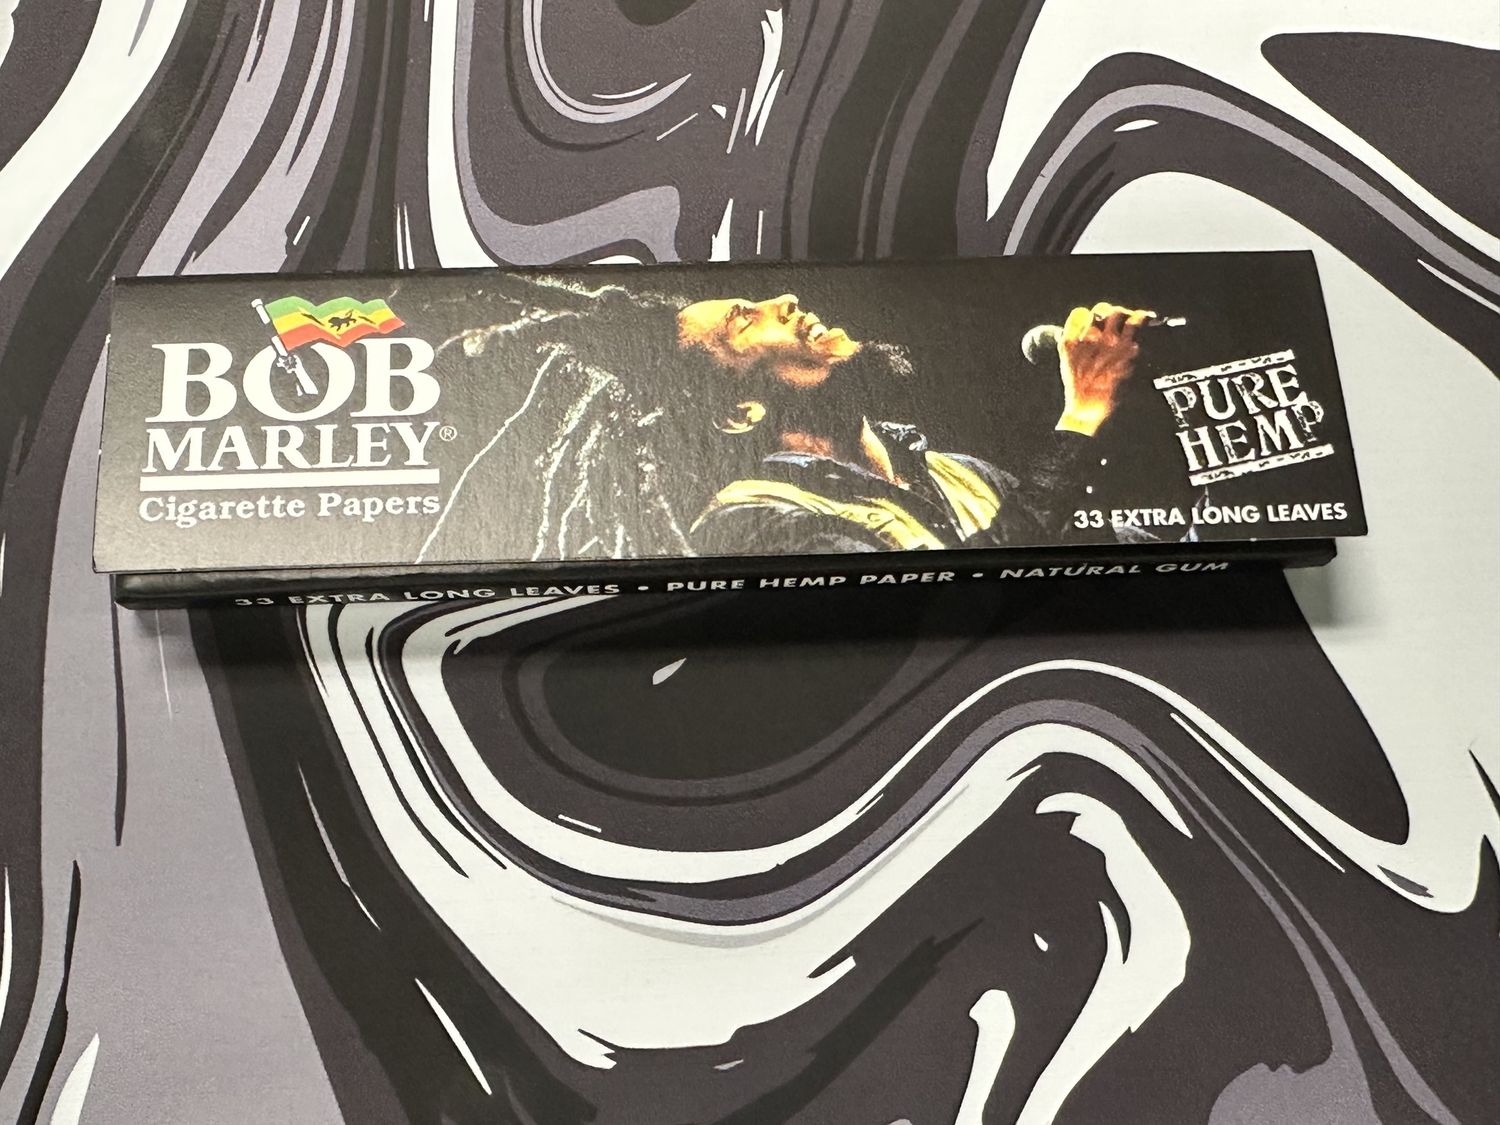 BOB
MARLEY®
Cigarette Papers
PURE
HEMP
33 EXTRA LONG LEAVES
33 EXTRA LONG LEAVES • PURE HEMP PAPER • NATURAL GUM